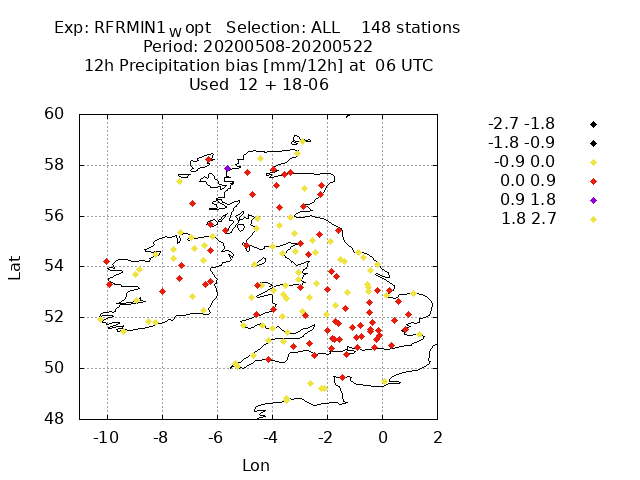 Exp: RFRMIN1W opt Selection: ALL 148 stations
Period: 20200508-20200522
12h Precipitation bias [mm/12h] at 06 UTC
Used 12 + 18-06
60
58
56
54
52
50
48
-10 -8 -6 -4 -2 0 2
Lat
Lon
-2.7 -1.8
-1.8 -0.9
-0.9 0.0
0.0 0.9
0.9 1.8
1.8 2.7